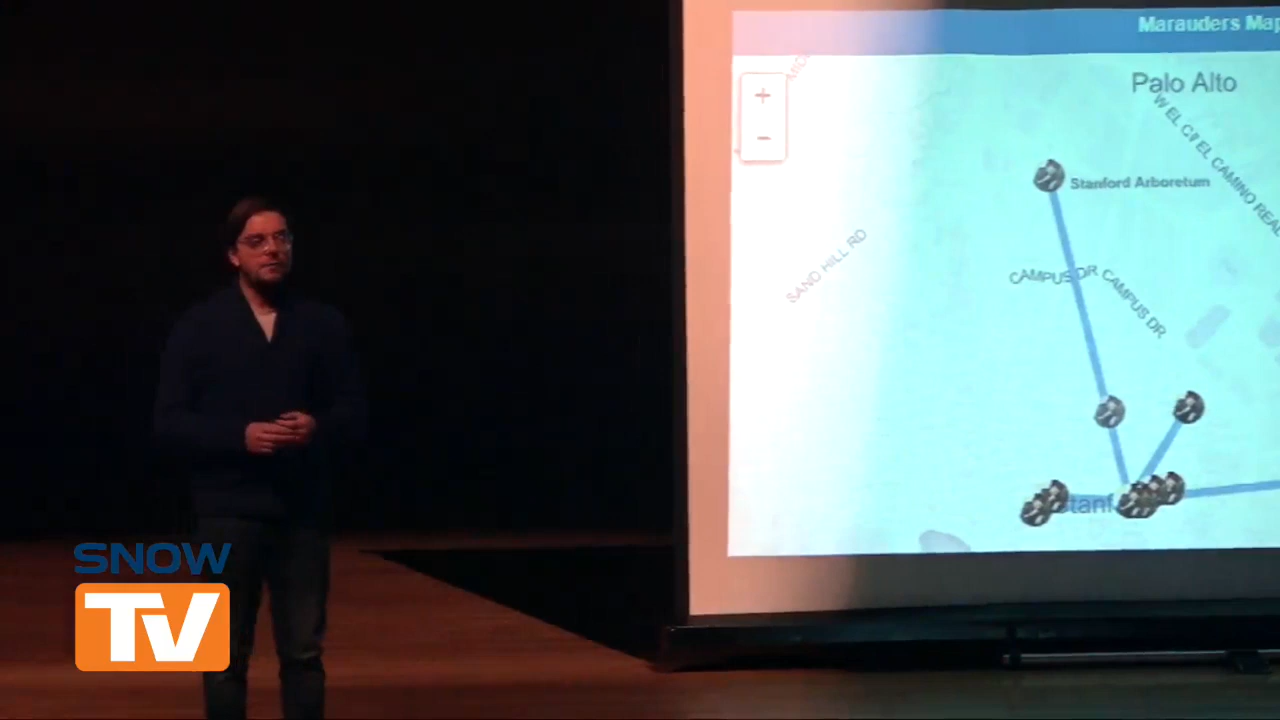 Marauders Map
Palo Alto
W EL C
EL CAMINO REAL
Stanford Arboretum
SAND HILL RD
CAMPUS DR
CAMPUS DR
Stanf
SNOW
TV